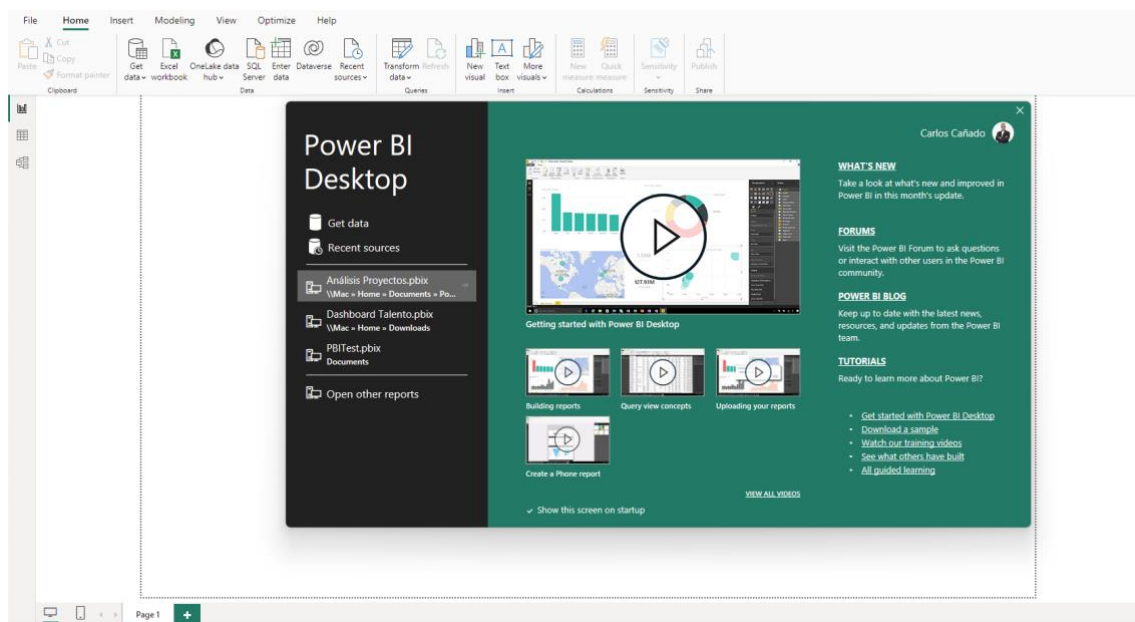 File Home Insert Modeling View Optimize Help
Paste
Cut
Copy
Format painter
Clipboard
Get data
Excel workbook
OneLake data hub
SQL Server
Enter data
Dataverse
Recent sources
Data
Transform data
Refresh
Queries
New visual
Text box
More visuals
Insert
New measure
Quick measure
Calculations
Sensitivity
Sensitivity
Publish
Share
Power BI
Desktop
Get data
Recent sources
Análisis Proyectos.pbix
\\Mac » Home » Documents » Po...
Dashboard Talento.pbix
\\Mac » Home » Downloads
PBITest.pbix
Documents
Open other reports
Getting started with Power BI Desktop
Building reports
Query view concepts
Uploading your reports
Create a Phone report
VIEW ALL VIDEOS
Show this screen on startup
Carlos Cañado
WHAT'S NEW
Take a look at what's new and improved in
Power BI in this month's update.
FORUMS
Visit the Power BI Forum to ask questions
or interact with other users in the Power BI
community.
POWER BI BLOG
Keep up to date with the latest news,
resources, and updates from the Power BI
team.
TUTORIALS
Ready to learn more about Power BI?
• Get started with Power BI Desktop
• Download a sample
• Watch our training videos
• See what others have built
• All guided learning
Page 1